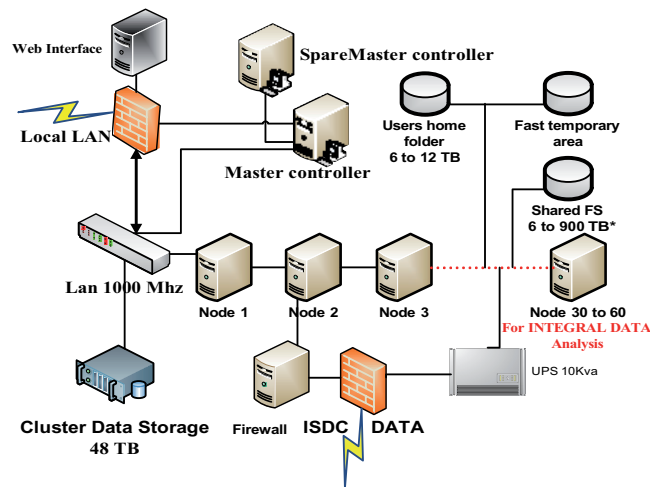 Web Interface
SpareMaster controller
Local LAN
Master controller
Users home
folder
6 to 12 TB
Fast temporary
area
Shared FS
6 to 900 TB*
Lan 1000 Mhz
Node 1
Node 2
Node 3
Node 30 to 60
For INTEGRAL DATA
Analysis
UPS 10Kva
Cluster Data Storage
48 TB
Firewall
ISDC DATA